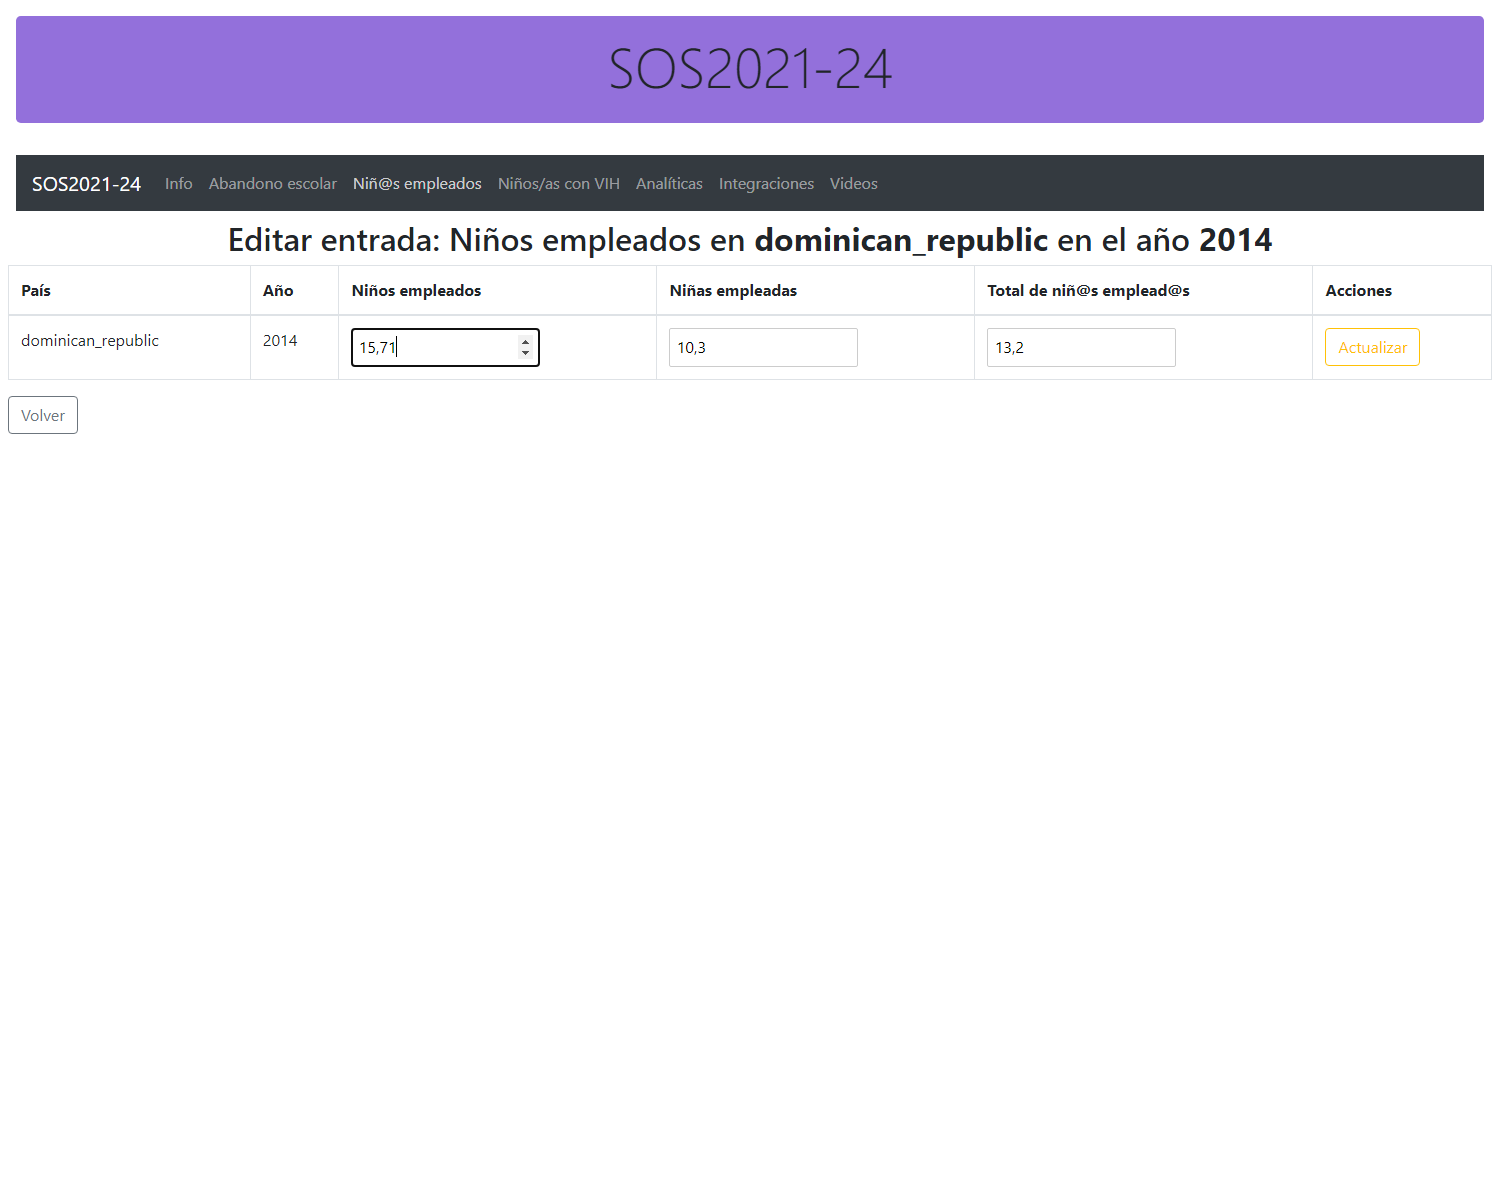 SOS2021-24
SOS2021-24 Info Abandono escolar Niñ@s empleados Niños/as con VIH Analíticas Integraciones Videos
Editar entrada: Niños empleados en dominican_republic en el año 2014
País Año Niños empleados Niñas empleadas Total de niñ@s emplead@s Acciones
dominican_republic 2014 15,71 10,3 13,2 Actualizar
Volver